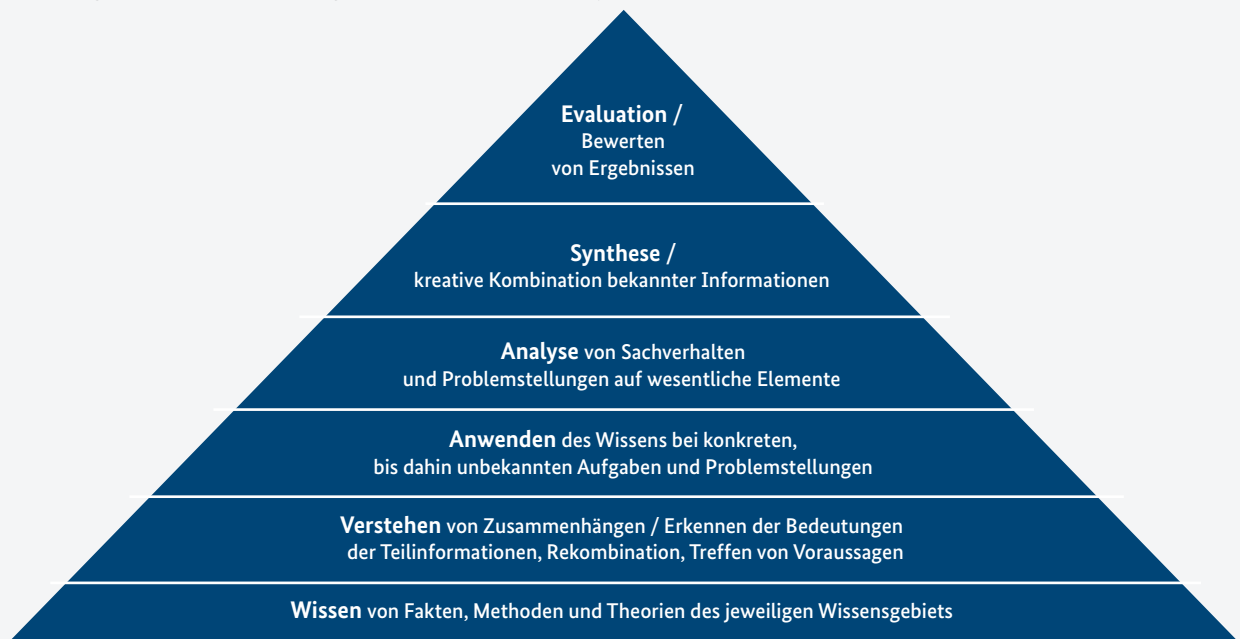 Evaluation /
Bewerten
von Ergebnissen
Synthese /
kreative Kombination bekannter Informationen
Analyse von Sachverhalten
und Problemstellungen auf wesentliche Elemente
Anwenden des Wissens bei konkreten,
bis dahin unbekannten Aufgaben und Problemstellungen
Verstehen von Zusammenhängen / Erkennen der Bedeutungen
der Teilinformationen, Rekombination, Treffen von Voraussagen
Wissen von Fakten, Methoden und Theorien des jeweiligen Wissensgebiets